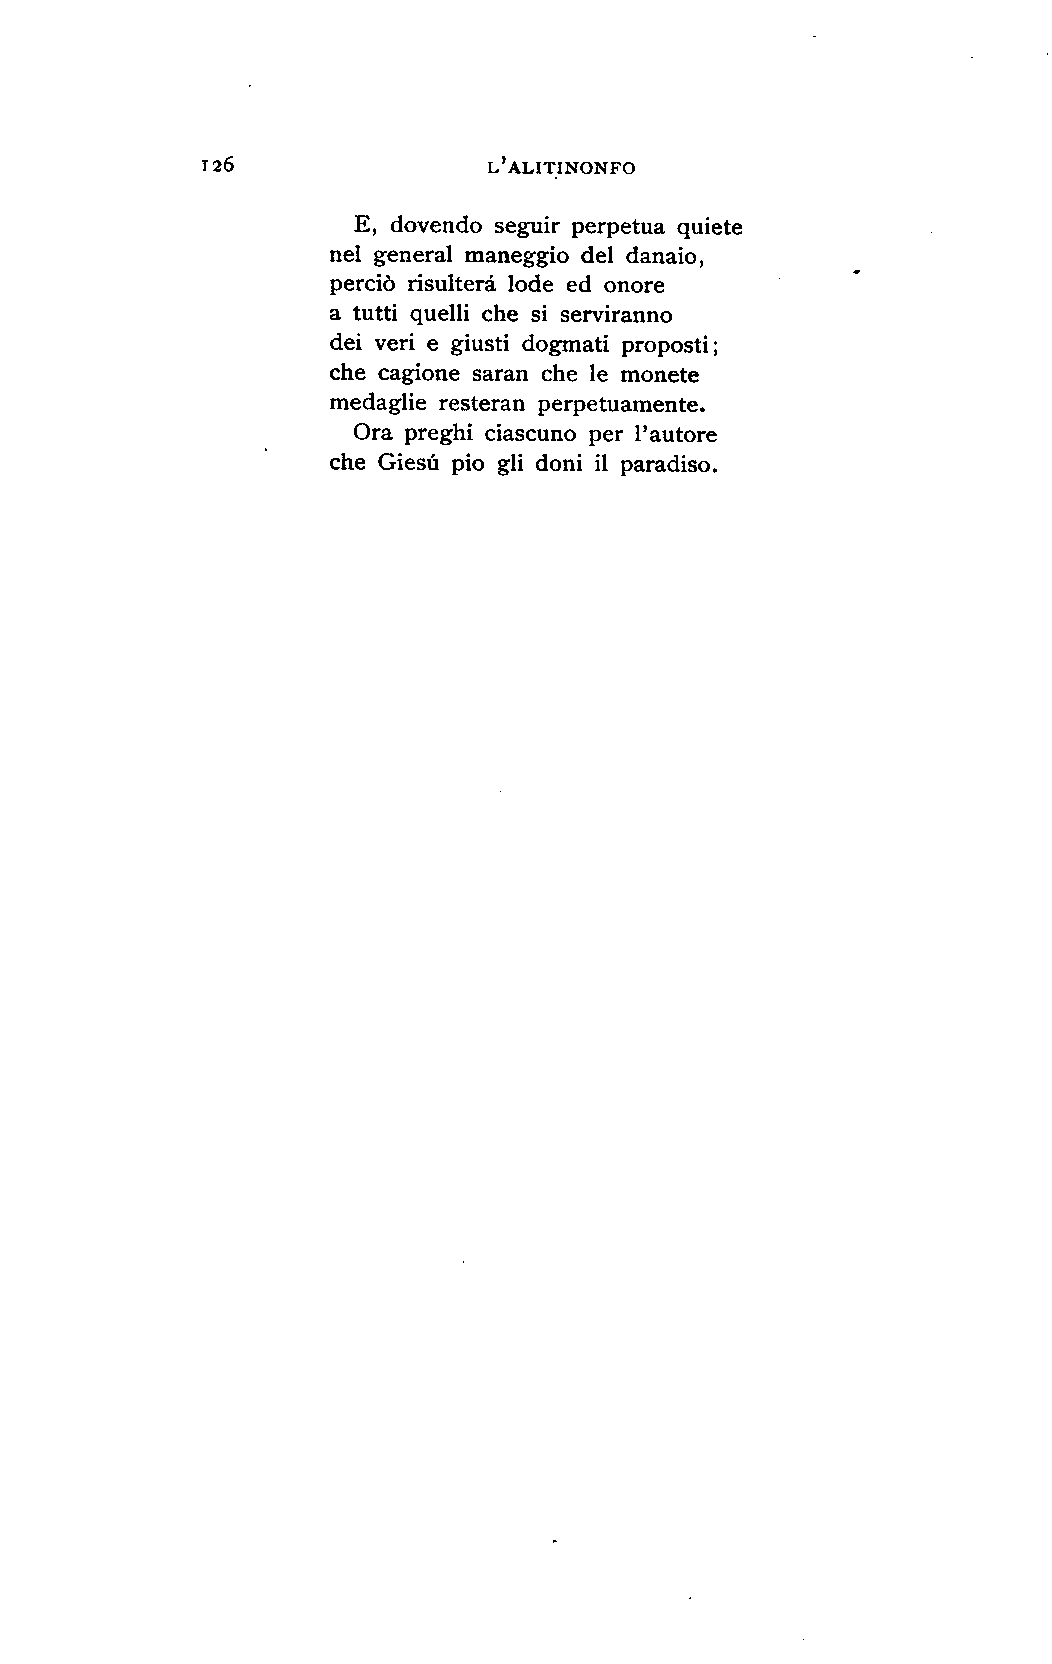 126 L'ALITINONFO
E, dovendo seguir perpetua quiete
nel general maneggio del danaio,
perciò risulterá lode ed onore
a tutti quelli che si serviranno
dei veri e giusti dogmati proposti;
che cagione saran che le monete
medaglie resteran perpetuamente.
Ora preghi ciascuno per l'autore
che Giesú pio gli doni il paradiso.